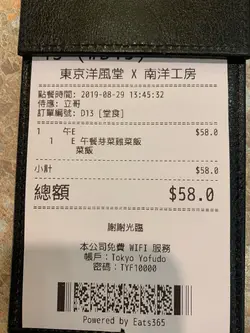 東京洋風堂 X 南洋工房
點餐時間: 2019-08-29 13:45:32
侍應: 立哥
訂單編號: D13 [堂食]
1 午E $58.0
1 E 午餐芽菜雞菜飯
菜飯
小計 $58.0
總額 $58.0
謝謝光臨
本公司免費 WIFI 服務
帳戶: Tokyo Yofudo
密碼: TYF10000
Powered by Eats365